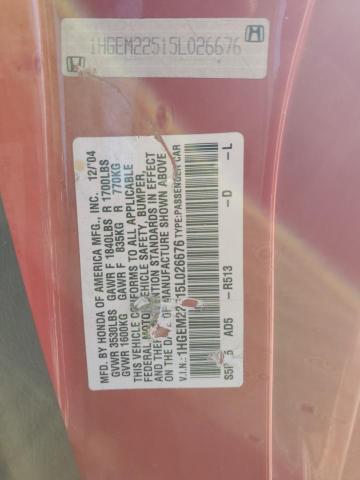 1HGEM22515L026676
MFD. BY HONDA OF AMERICA MFG., INC. 12/'04
GVWR 3530LBS GAWR F 1840LBS R 1700LBS
GVWR 1600KG GAWR F 835KG R 770KG
THIS VEHICLE CONFORMS TO ALL APPLICABLE
FEDERAL MOTOR VEHICLE SAFETY, BUMPER,
AND THEFT PREVENTION STANDARDS IN EFFECT
ON THE DATE OF MANUFACTURE SHOWN ABOVE
V.I.N.: 1HGEM22515L026676 TYPE: PASSENGER CAR
AD5 -R513 -D -L